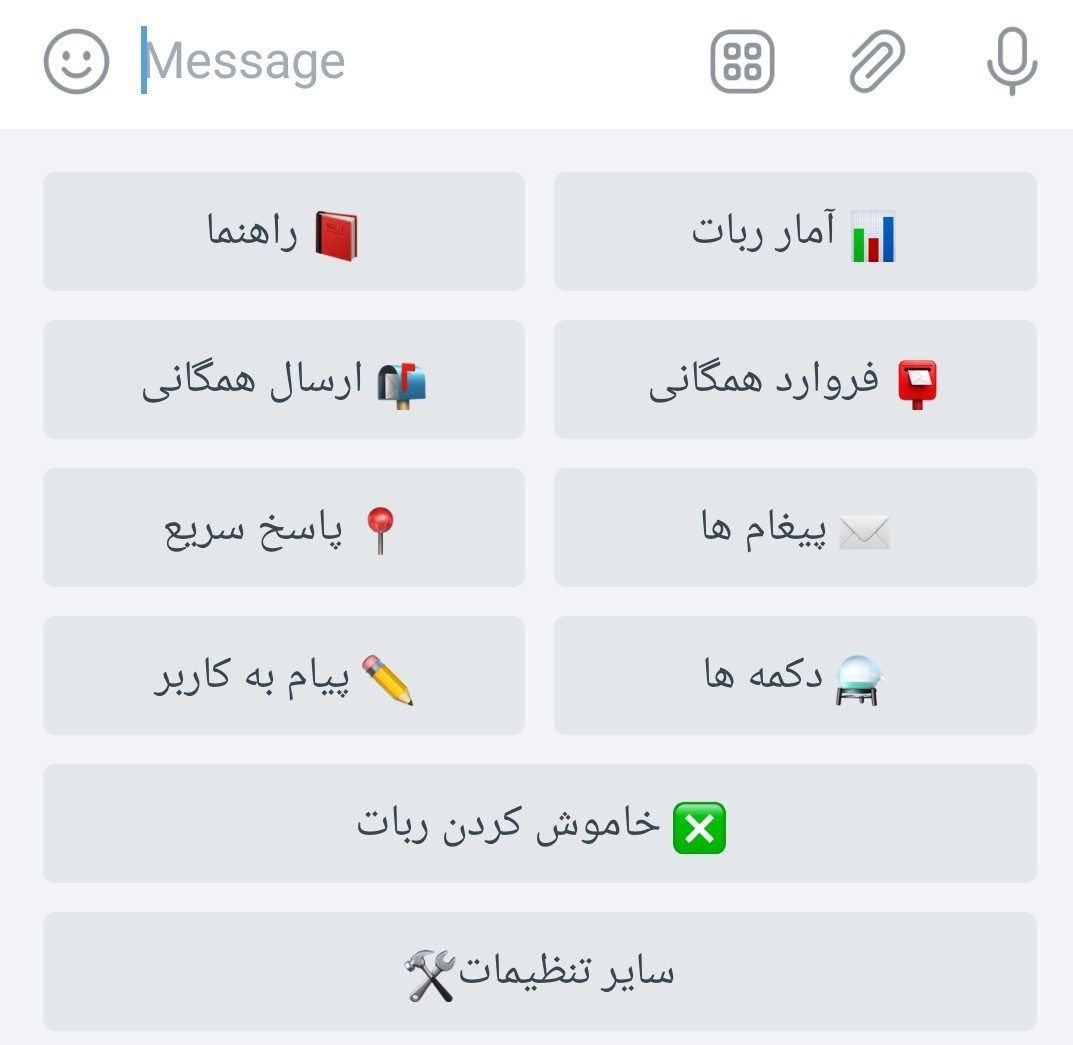 Message
📊 آمار ربات
📕 راهنما
📮 فروارد همگانی
📬 ارسال همگانی
✉️ پیغام ها
📍 پاسخ سریع
🔮 دکمه ها
✏️ پیام به کاربر
❎ خاموش کردن ربات
سایر تنظیمات🛠